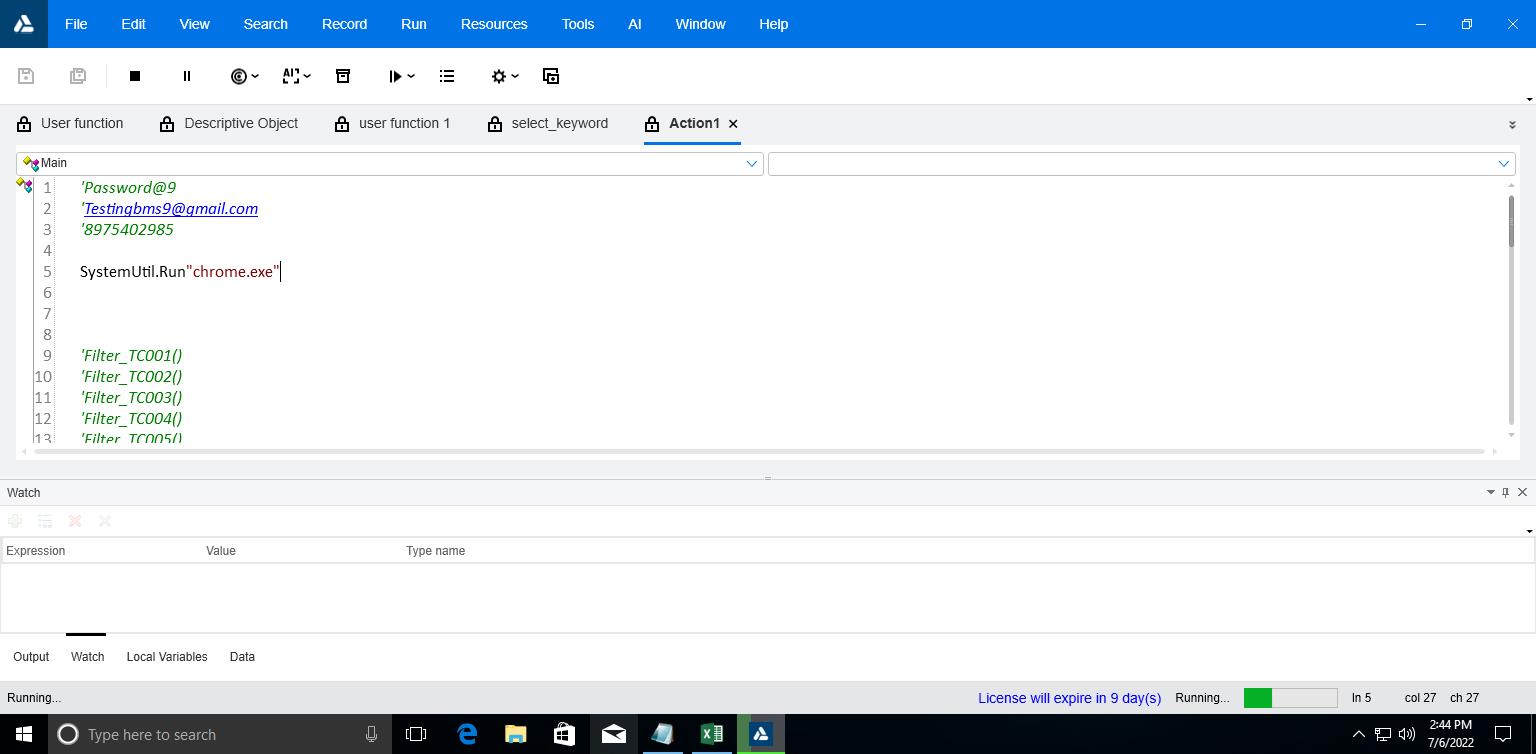 File Edit View Search Record Run Resources Tools AI Window Help
User function Descriptive Object user function 1 select_keyword Action1
Main
1 'Password@9
2 'Testingbms9@gmail.com
3 '8975402985
4
5 SystemUtil.Run"chrome.exe"
6
7
8
9 'Filter_TC001()
10 'Filter_TC002()
11 'Filter_TC003()
12 'Filter_TC004()
13 'Filter_TC005()
Watch
Expression Value Type name
Output Watch Local Variables Data
Running... License will expire in 9 day(s) Running... ln 5 col 27 ch 27
Type here to search
2:44 PM
7/6/2022